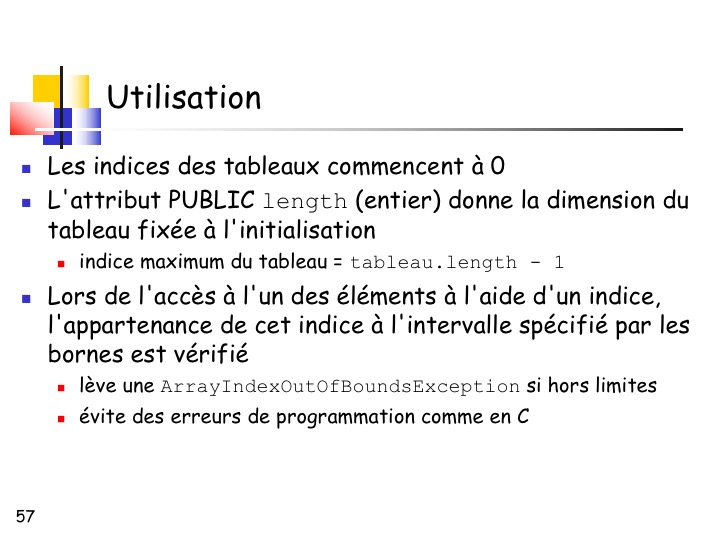 Utilisation
Les indices des tableaux commencent à 0
L'attribut PUBLIC length (entier) donne la dimension du
tableau fixée à l'initialisation
indice maximum du tableau = tableau.length - 1
Lors de l'accès à l'un des éléments à l'aide d'un indice,
l'appartenance de cet indice à l'intervalle spécifié par les
bornes est vérifié
lève une ArrayIndexOutOfBoundsException si hors limites
évite des erreurs de programmation comme en C
57